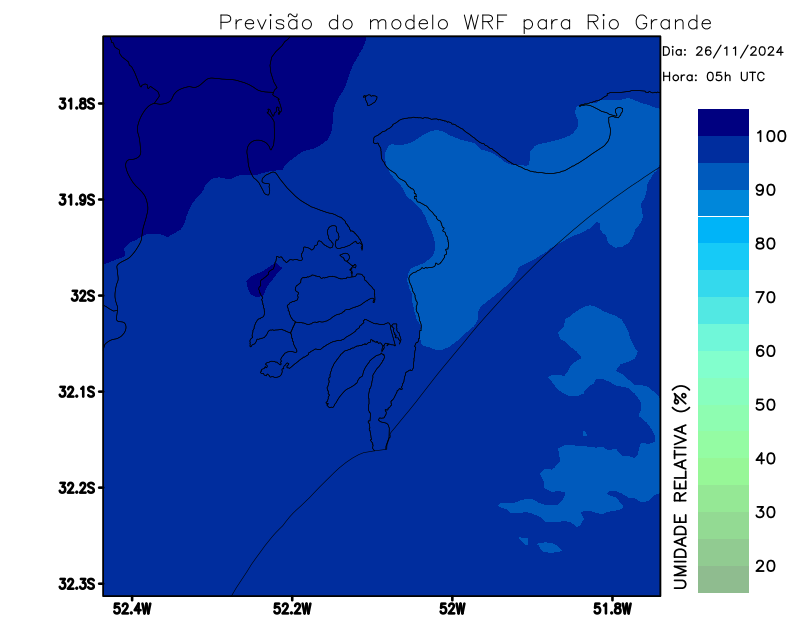 Previsão do modelo WRF para Rio Grande
Dia: 26/11/2024
Hora: 05h UTC
31.8S
31.9S
32S
32.1S
32.2S
32.3S
52.4W
52.2W
52W
51.8W
100
90
80
70
60
50
40
30
20
UMIDADE RELATIVA (%)